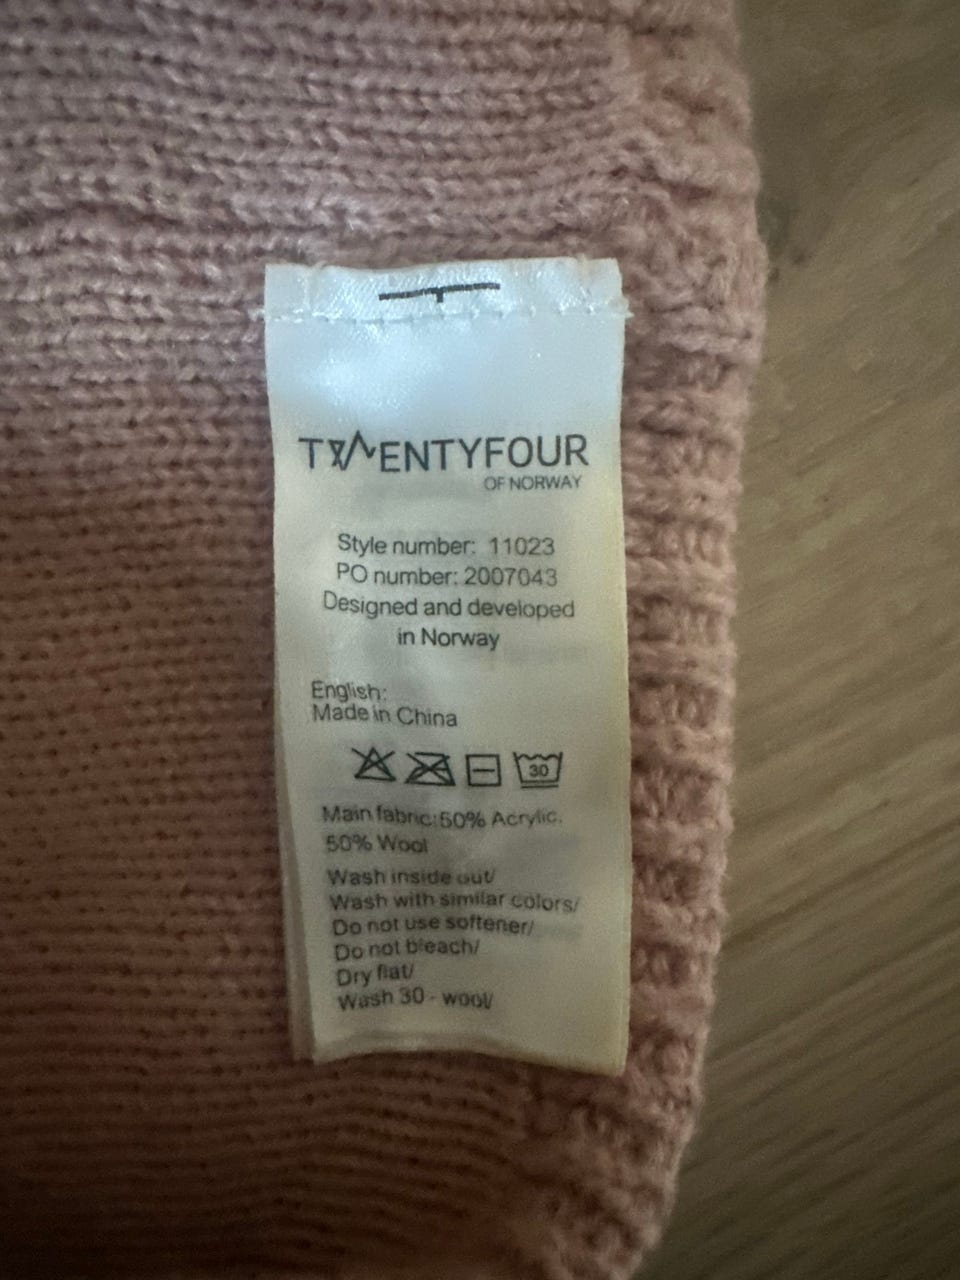 TWENTYFOUR
OF NORWAY
Style number: 11023
PO number: 2007043
Designed and developed
in Norway
English:
Made in China
30
Main fabric:50% Acrylic.
50% Wool
Wash inside out/
Wash with similar colors/
Do not use softener/
Do not bleach/
Dry flat/
Wash 30 - wool/